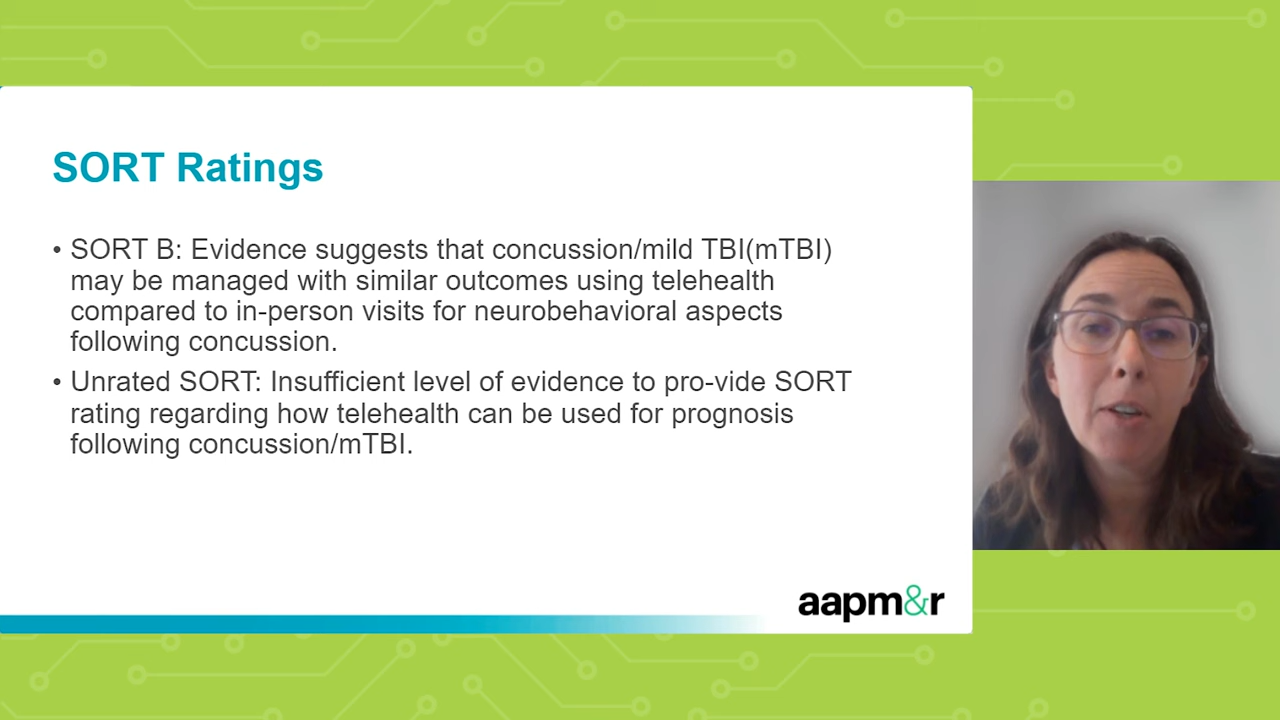 SORT Ratings
• SORT B: Evidence suggests that concussion/mild TBI(mTBI)
may be managed with similar outcomes using telehealth
compared to in-person visits for neurobehavioral aspects
following concussion.
• Unrated SORT: Insufficient level of evidence to pro-vide SORT
rating regarding how telehealth can be used for prognosis
following concussion/mTBI.
aapm&r